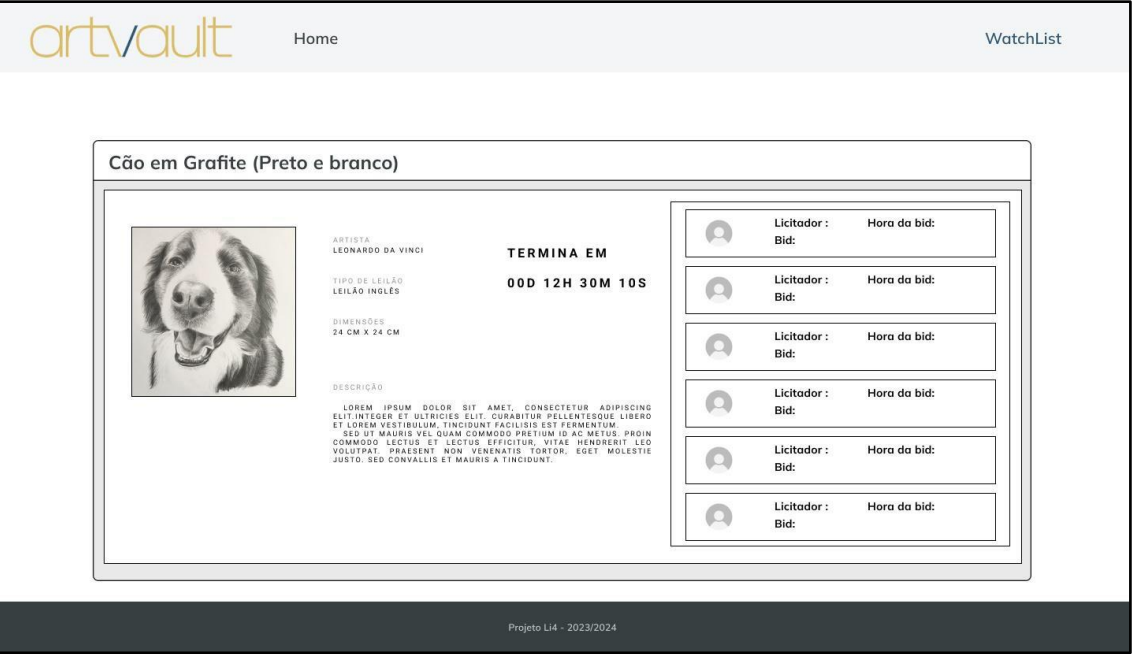 artvault
Home
WatchList
Cão em Grafite (Preto e branco)
ARTISTA
LEONARDO DA VINCI
TIPO DE LEILÃO
LEILÃO INGLÊS
DIMENSÕES
24 CM X 24 CM
TERMINA EM
00D 12H 30M 10S
DESCRIÇÃO
LOREM IPSUM DOLOR SIT AMET, CONSECTETUR ADIPISCING
ELIT.INTEGER ET ULTRICIES ELIT. CURABITUR PELLENTESQUE LIBERO
ET LOREM VESTIBULUM, TINCIDUNT FACILISIS EST FERMENTUM.
SED UT MAURIS VEL QUAM COMMODO PRETIUM ID AC METUS. PROIN
COMMODO LECTUS ET LECTUS EFFICITUR, VITAE HENDRERIT LEO
VOLUTPAT. PRAESENT NON VENENATIS TORTOR, EGET MOLESTIE
JUSTO. SED CONVALLIS ET MAURIS A TINCIDUNT.
Licitador : Hora da bid:
Bid:
Licitador : Hora da bid:
Bid:
Licitador : Hora da bid:
Bid:
Licitador : Hora da bid:
Bid:
Licitador : Hora da bid:
Bid:
Licitador : Hora da bid:
Bid:
Projeto Li4 - 2023/2024